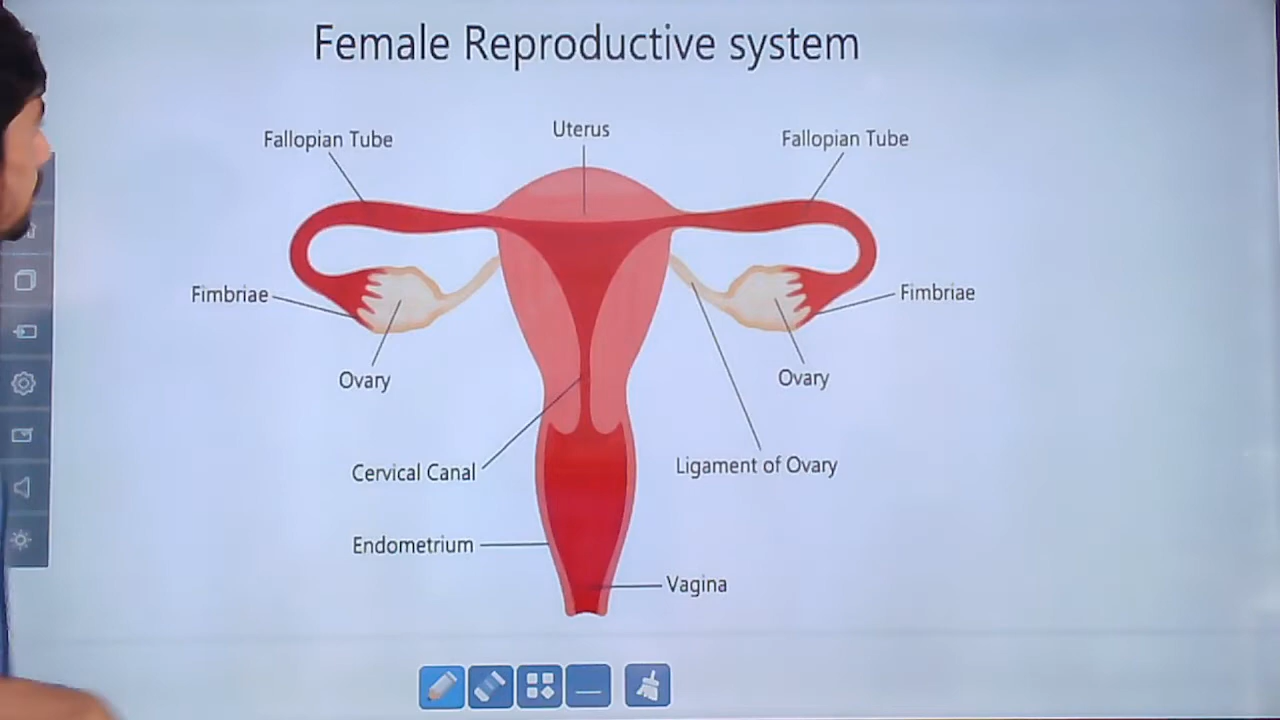 Female Reproductive system
Fallopian Tube
Uterus
Fallopian Tube
Fimbriae
Fimbriae
Ovary
Ovary
Cervical Canal
Ligament of Ovary
Endometrium
Vagina